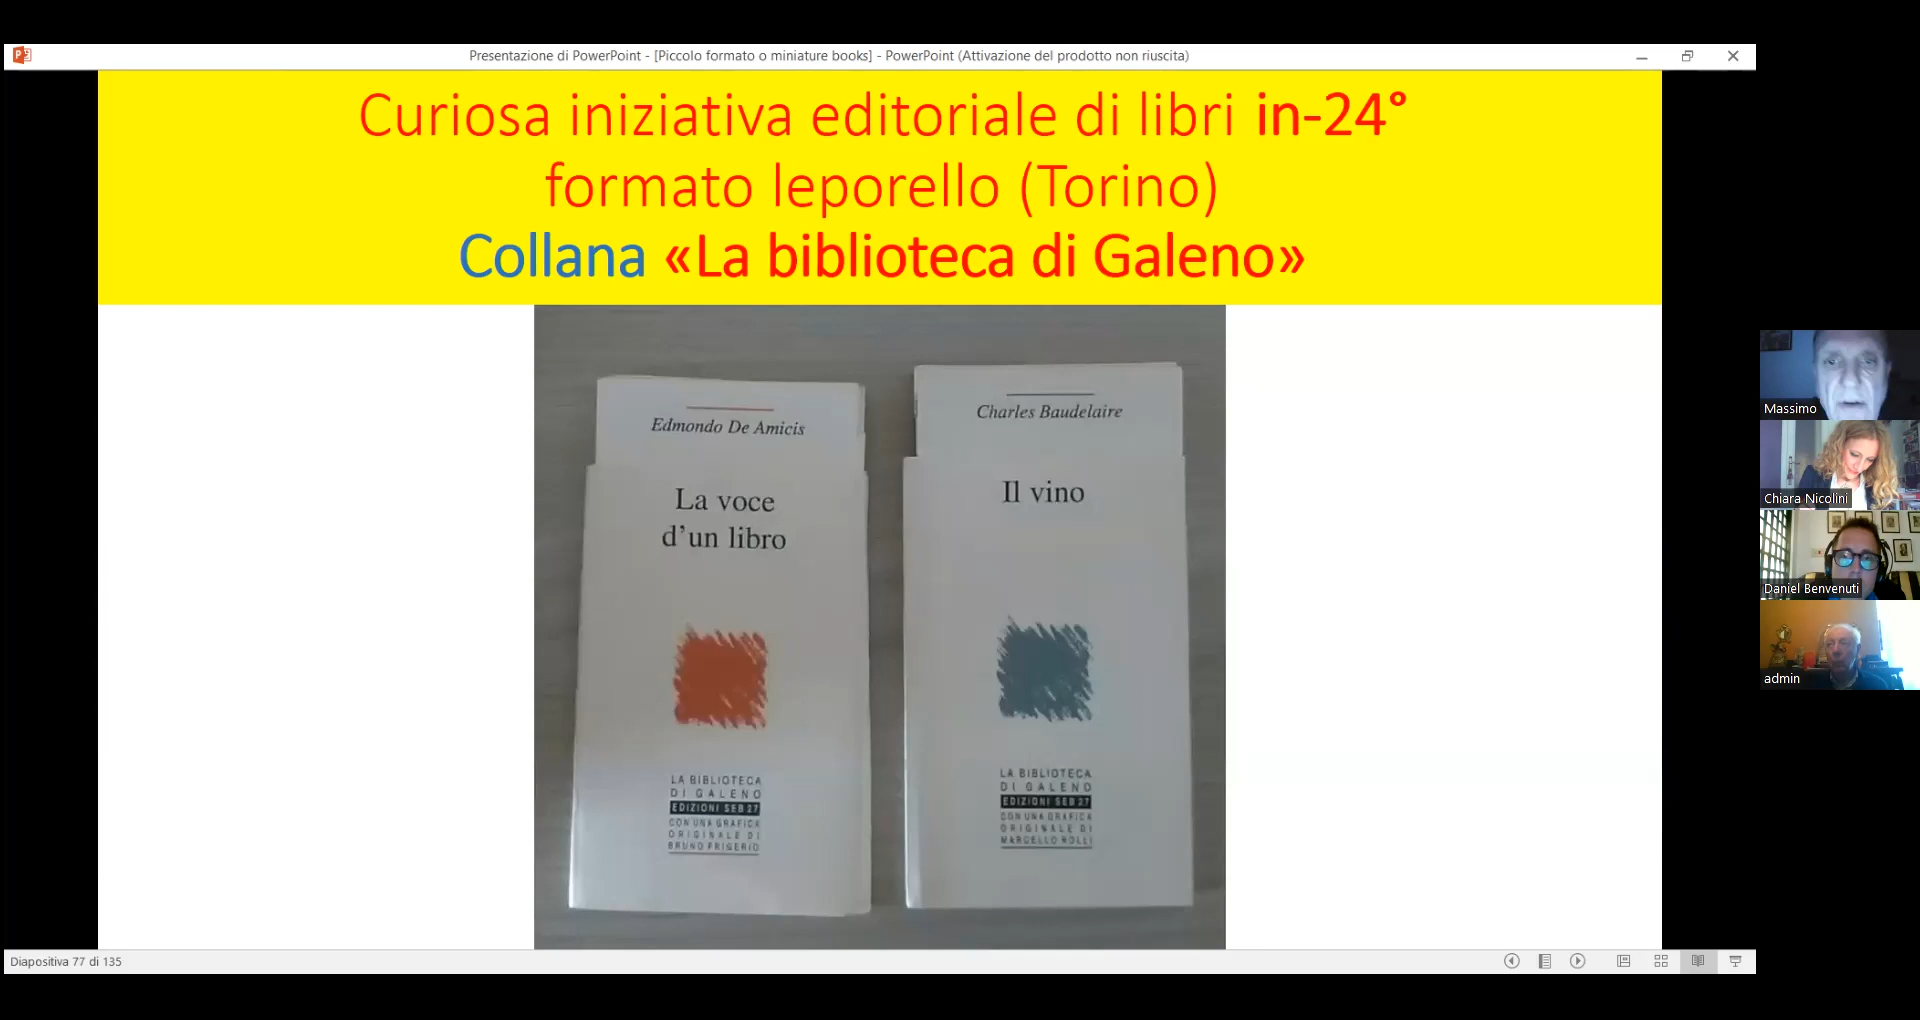 Presentazione di PowerPoint - [Piccolo formato o miniature books] - PowerPoint (Attivazione del prodotto non riuscita)
Curiosa iniziativa editoriale di libri in-24°
formato leporello (Torino)
Collana «La biblioteca di Galeno»
Edmondo De Amicis
La voce
d'un libro
LA BIBLIOTECA
DI GALENO
EDIZIONI SEB 27
CON UNA GRAFICA
ORIGINALE DI
BRUNO FRIGERIO
Charles Baudelaire
Il vino
LA BIBLIOTECA
DI GALENO
EDIZIONI SEB 27
CON UNA GRAFICA
ORIGINALE DI
MARCELLO ROLLI
Massimo
Chiara Nicolini
Daniel Benvenuti
admin
Diapositiva 77 di 135